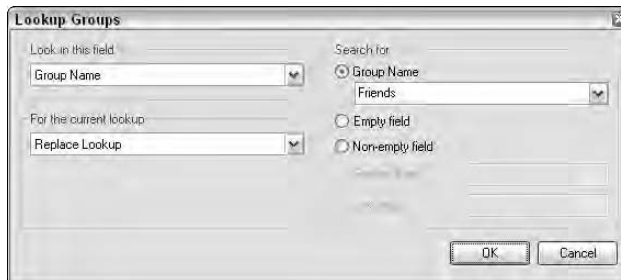 Lookup Groups
Look in this field
Group Name
For the current lookup
Replace Lookup
Search for
Group Name
Friends
Empty field
Non-empty field
OK
Cancel